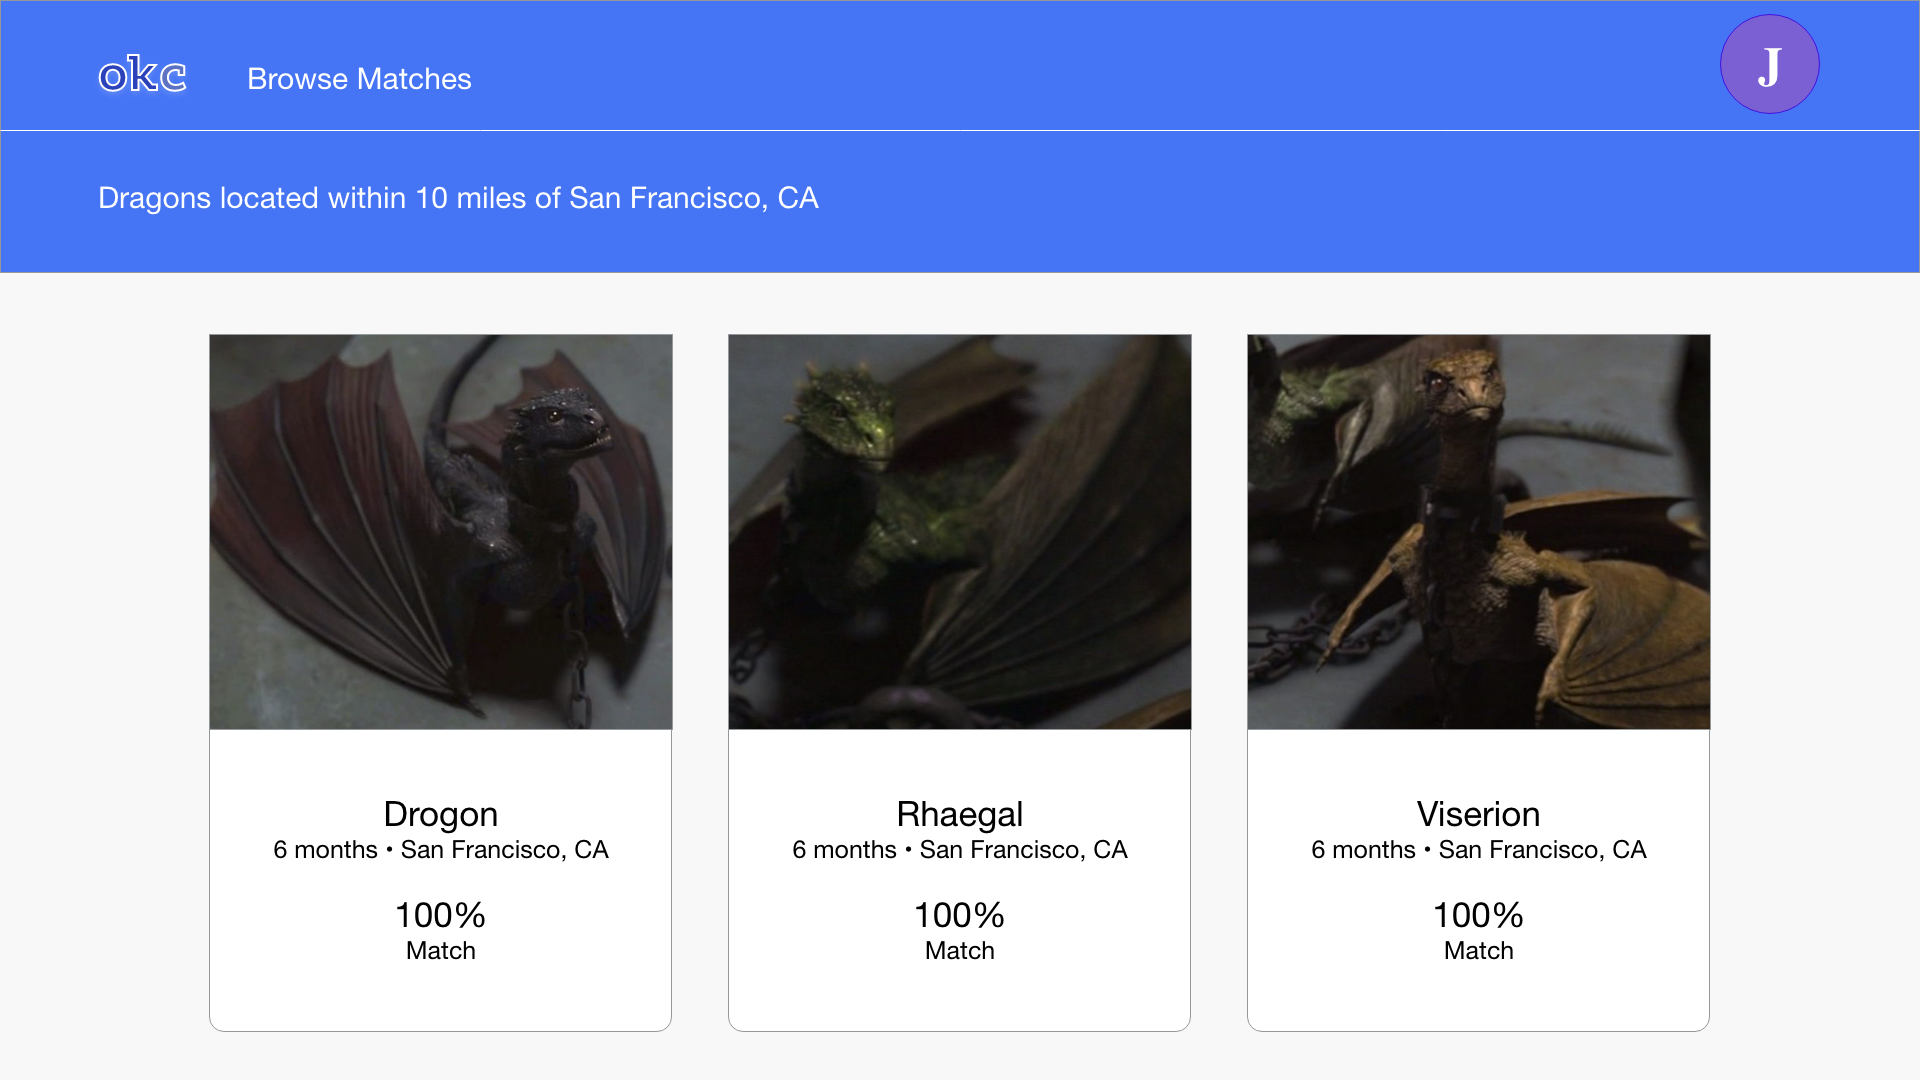 okc
Browse Matches
J
Dragons located within 10 miles of San Francisco, CA
Drogon
6 months • San Francisco, CA
100%
Match
Rhaegal
6 months • San Francisco, CA
100%
Match
Viserion
6 months • San Francisco, CA
100%
Match